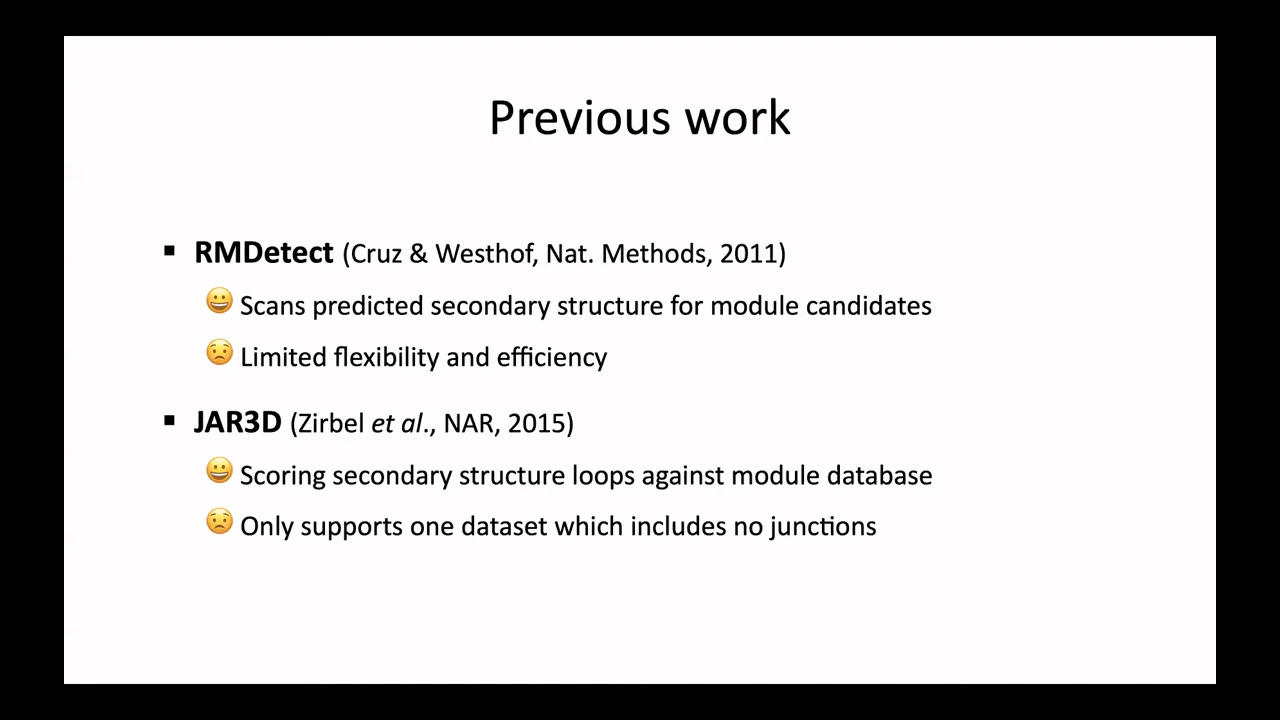 Previous work
▪ RMDetect (Cruz & Westhof, Nat. Methods, 2011)
😀 Scans predicted secondary structure for module candidates
😟 Limited flexibility and efficiency
▪ JAR3D (Zirbel et al., NAR, 2015)
😀 Scoring secondary structure loops against module database
😟 Only supports one dataset which includes no junctions